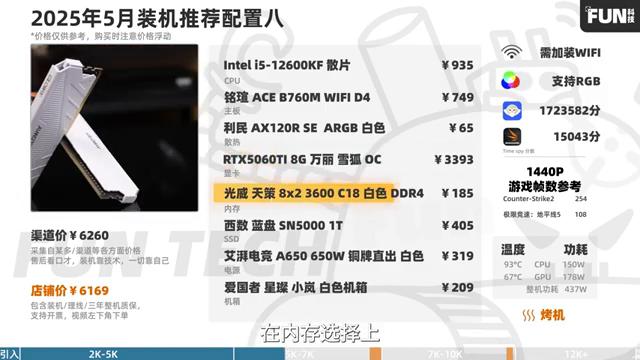 2025年5月装机推荐配置八
*价格仅供参考，购买时注意价格浮动
FUN科技
Intel i5-12600KF 散片 ¥935
CPU
铭瑄 ACE B760M WIFI D4 ¥749
主板
利民 AX120R SE ARGB 白色 ¥65
散热
RTX5060TI 8G 万丽 雪狐 OC ¥3393
显卡
光威 天策 8x2 3600 C18 白色 DDR4 ¥185
内存
西数 蓝盘 SN5000 1T ¥405
SSD
艾湃电竞 A650 650W 铜牌直出 白色 ¥319
电源
爱国者 星璨 小岚 白色机箱 ¥209
机箱
需加装WIFI
支持RGB
1723582分
15043分
Time spy 分数
1440P
游戏帧数参考
Counter-Strike2 254
极限竞速：地平线5 108
温度 功耗
93°C CPU 150W
67°C GPU 178W
整机功耗 437W
烤机
渠道价 ¥6260
采集自某多/渠道等各方面价格
售后看口才，装机靠技术，一切靠自己
店铺价 ¥6169
包含装机/理线/三年整机质保，
支持开票，视频左下角下单
FUN TECH
在内存选择上
引入 2K-5K 5K-7K 7K-10K 12K+